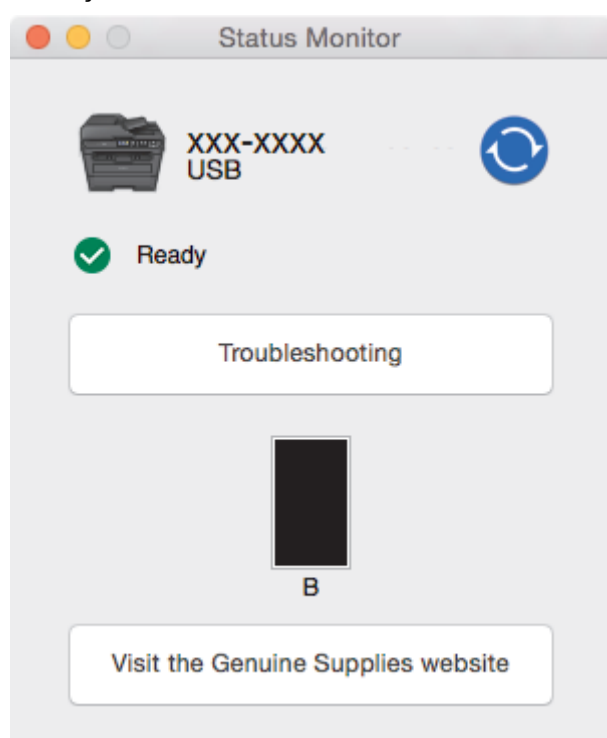 Status Monitor
XXX-XXXX
USB
Ready
Troubleshooting
B
Visit the Genuine Supplies website